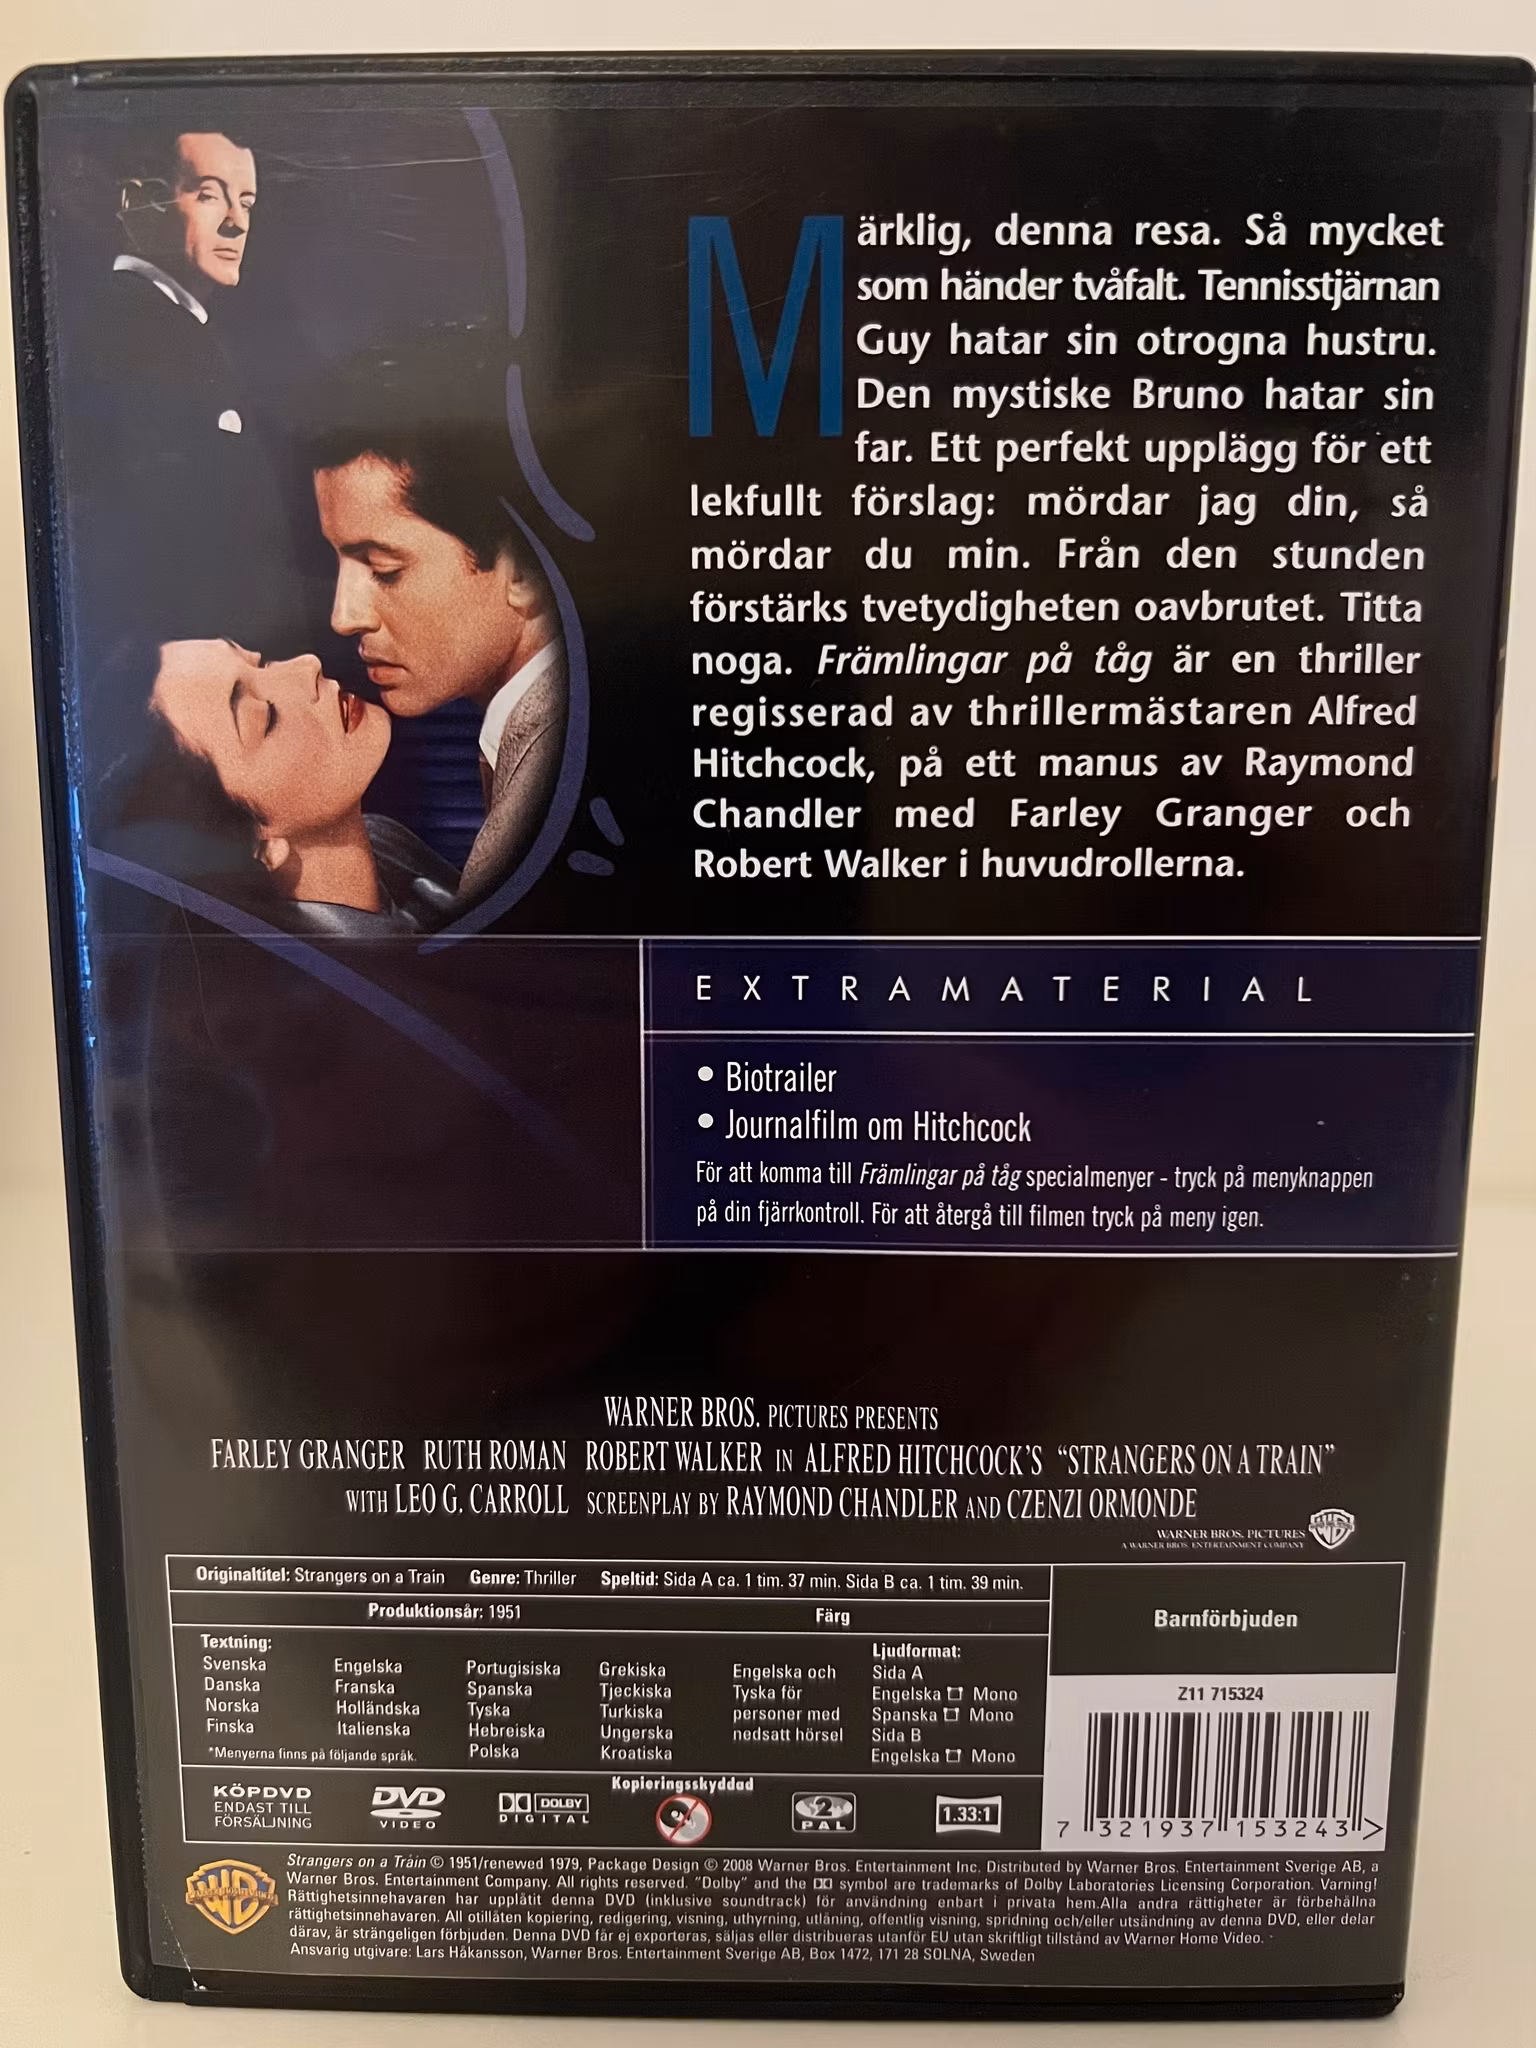 Märklig, denna resa. Så mycket
som händer tvåfalt. Tennisstjärnan
Guy hatar sin otrogna hustru.
Den mystiske Bruno hatar sin
far. Ett perfekt upplägg för ett
lekfullt förslag: mördar jag din, så
mördar du min. Från den stunden
förstärks tvetydigheten oavbrutet. Titta
noga. Främlingar på tåg är en thriller
regisserad av thrillermästaren Alfred
Hitchcock, på ett manus av Raymond
Chandler med Farley Granger och
Robert Walker i huvudrollerna.
EXTRAMATERIAL
• Biotrailer
• Journalfilm om Hitchcock
För att komma till Främlingar på tåg specialmenyer - tryck på menyknappen
på din fjärrkontroll. För att återgå till filmen tryck på meny igen.
WARNER BROS. PICTURES PRESENTS
FARLEY GRANGER RUTH ROMAN ROBERT WALKER IN ALFRED HITCHCOCK'S "STRANGERS ON A TRAIN"
WITH LEO G. CARROLL SCREENPLAY BY RAYMOND CHANDLER AND CZENZI ORMONDE
WARNER BROS. PICTURES
A WARNER BROS. ENTERTAINMENT COMPANY
Originaltitel: Strangers on a Train Genre: Thriller Speltid: Sida A ca. 1 tim. 37 min. Sida B ca. 1 tim. 39 min.
Produktionsår: 1951 Färg
Textning:
Svenska
Danska
Norska
Finska
Engelska
Franska
Holländska
Italienska
Portugisiska
Spanska
Tyska
Hebreiska
Polska
Grekiska
Tjeckiska
Turkiska
Ungerska
Kroatiska
Engelska och
Tyska för
personer med
nedsatt hörsel
*Menyerna finns på följande språk.
Ljudformat:
Sida A
Engelska Mono
Spanska Mono
Sida B
Engelska Mono
Barnförbjuden
Z11 715324
7 321937 153243 >
KÖPDVD
ENDAST TILL
FÖRSÄLJNING
DVD
VIDEO
DOLBY
DIGITAL
Kopieringsskyddad
2
PAL
1.33:1
WB
Strangers on a Train © 1951/renewed 1979, Package Design © 2008 Warner Bros. Entertainment Inc. Distributed by Warner Bros. Entertainment Sverige AB, a
Warner Bros. Entertainment Company. All rights reserved. "Dolby" and the symbol are trademarks of Dolby Laboratories Licensing Corporation. Varning!
Rättighetsinnehavaren har upplåtit denna DVD (inklusive soundtrack) för användning enbart i privata hem.Alla andra rättigheter är förbehållna
rättighetsinnehavaren. All otillåten kopiering, redigering, visning, uthyrning, utlåning, offentlig visning, spridning och/eller utsändning av denna DVD, eller delar
därav, är strängeligen förbjuden. Denna DVD får ej exporteras, säljas eller distribueras utanför EU utan skriftligt tillstånd av Warner Home Video.
Ansvarig utgivare: Lars Håkansson, Warner Bros. Entertainment Sverige AB, Box 1472, 171 28 SOLNA, Sweden